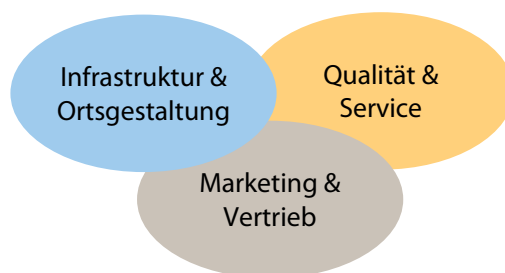 Infrastruktur &
Ortsgestaltung
Qualität &
Service
Marketing &
Vertrieb